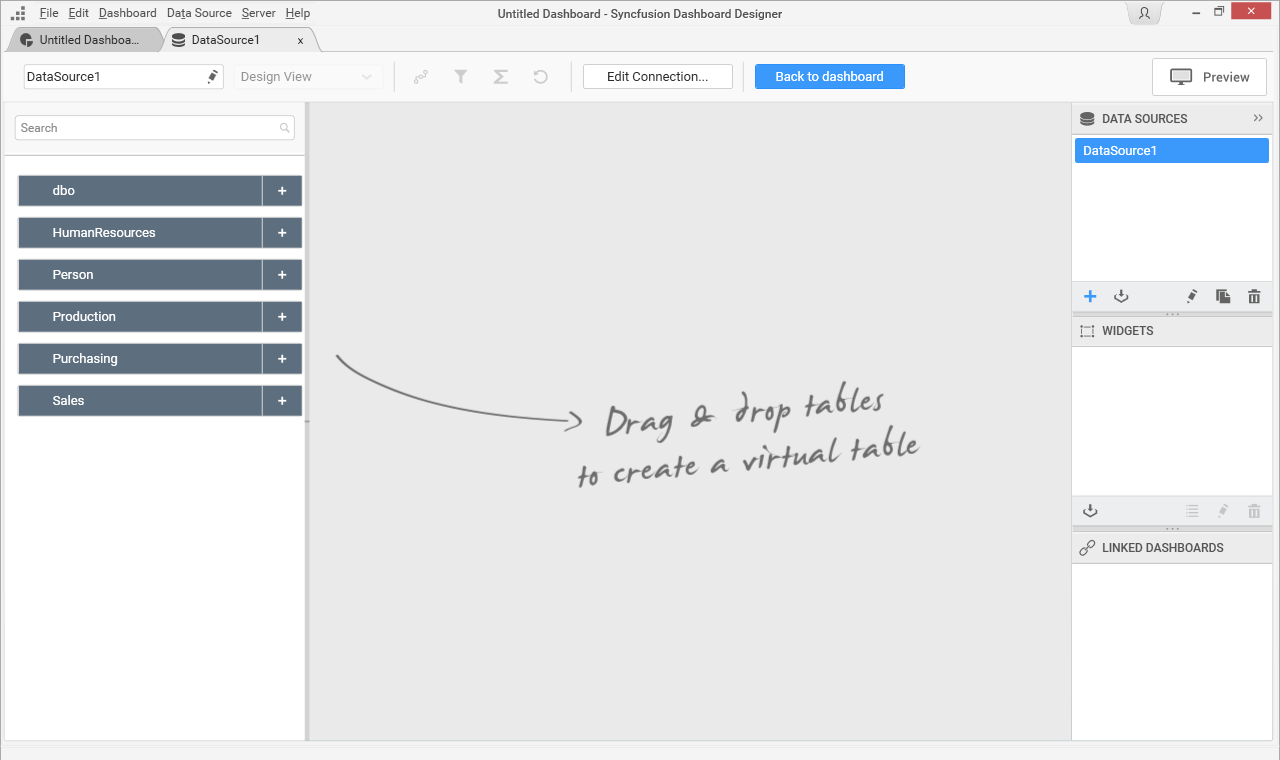 File Edit Dashboard Data Source Server Help
Untitled Dashboard - Syncfusion Dashboard Designer
Untitled Dashboa...
DataSource1 x
DataSource1
Design View
Edit Connection...
Back to dashboard
Preview
Search
dbo +
HumanResources +
Person +
Production +
Purchasing +
Sales +
Drag & drop tables
to create a virtual table
DATA SOURCES
DataSource1
WIDGETS
LINKED DASHBOARDS